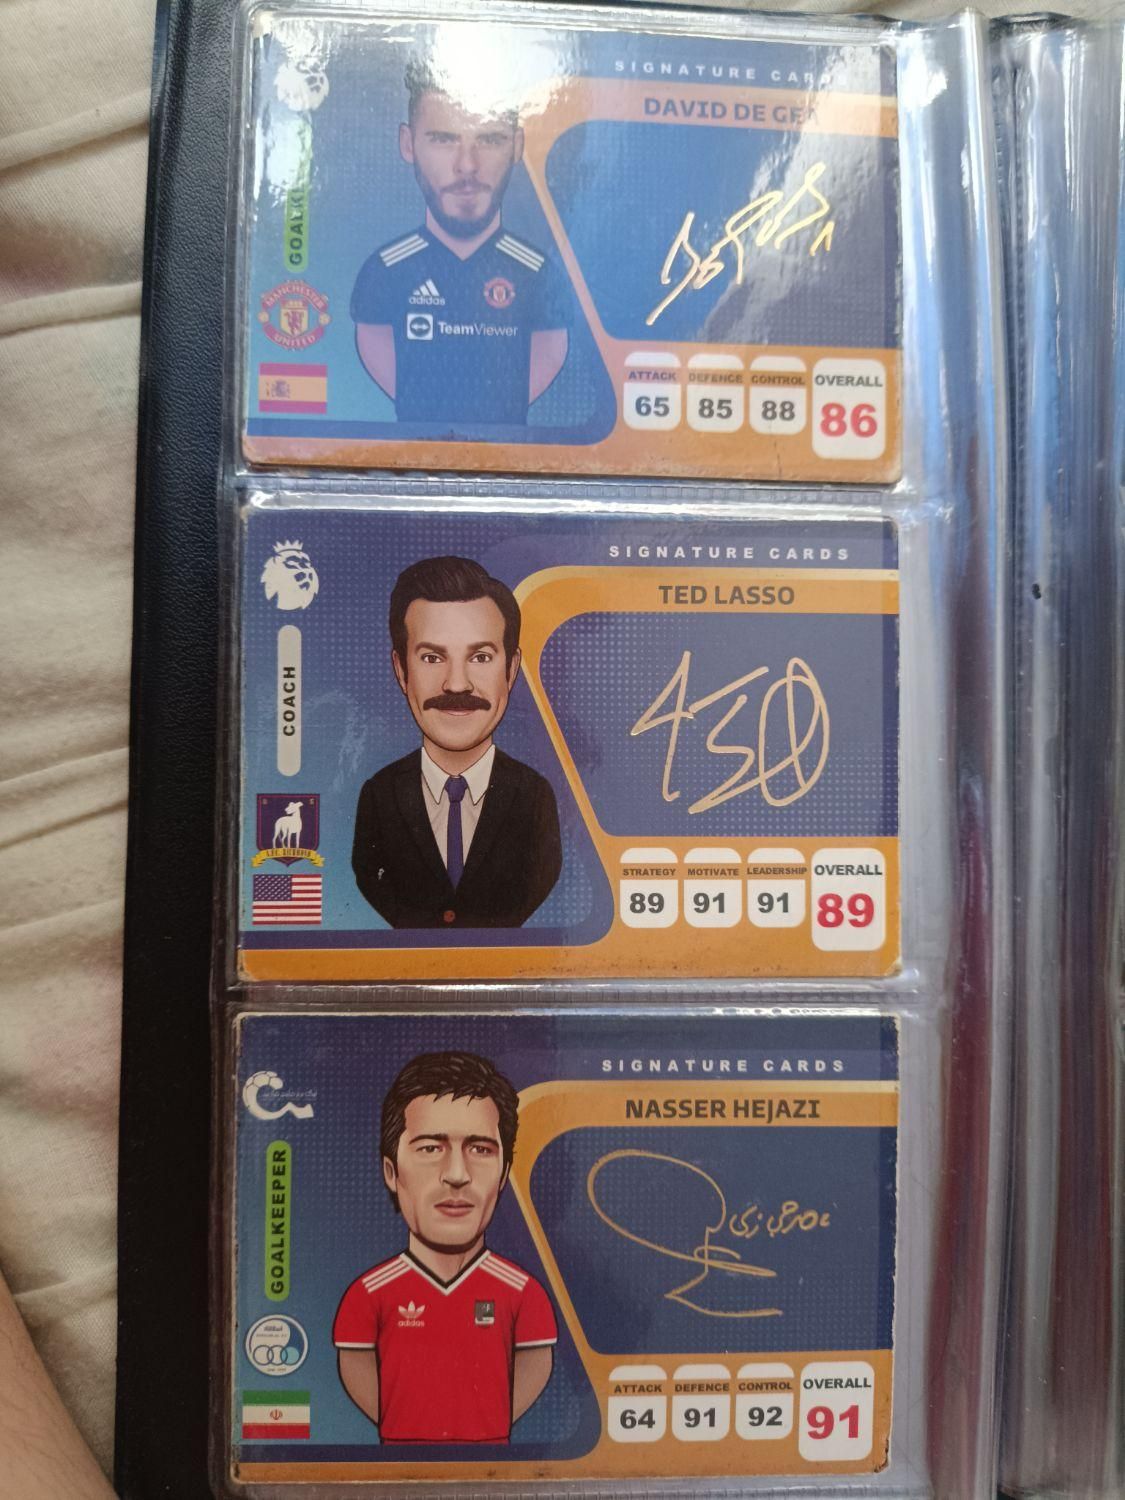 SIGNATURE CARDS
DAVID DE GEA
MANCHESTER
UNITED
adidas
TeamViewer
ATTACK DEFENCE CONTROL OVERALL
65 85 88 86
SIGNATURE CARDS
TED LASSO
COACH
STRATEGY MOTIVATE LEADERSHIP OVERALL
89 91 91 89
SIGNATURE CARDS
NASSER HEJAZI
GOALKEEPER
adidas
ATTACK DEFENCE CONTROL OVERALL
64 91 92 91